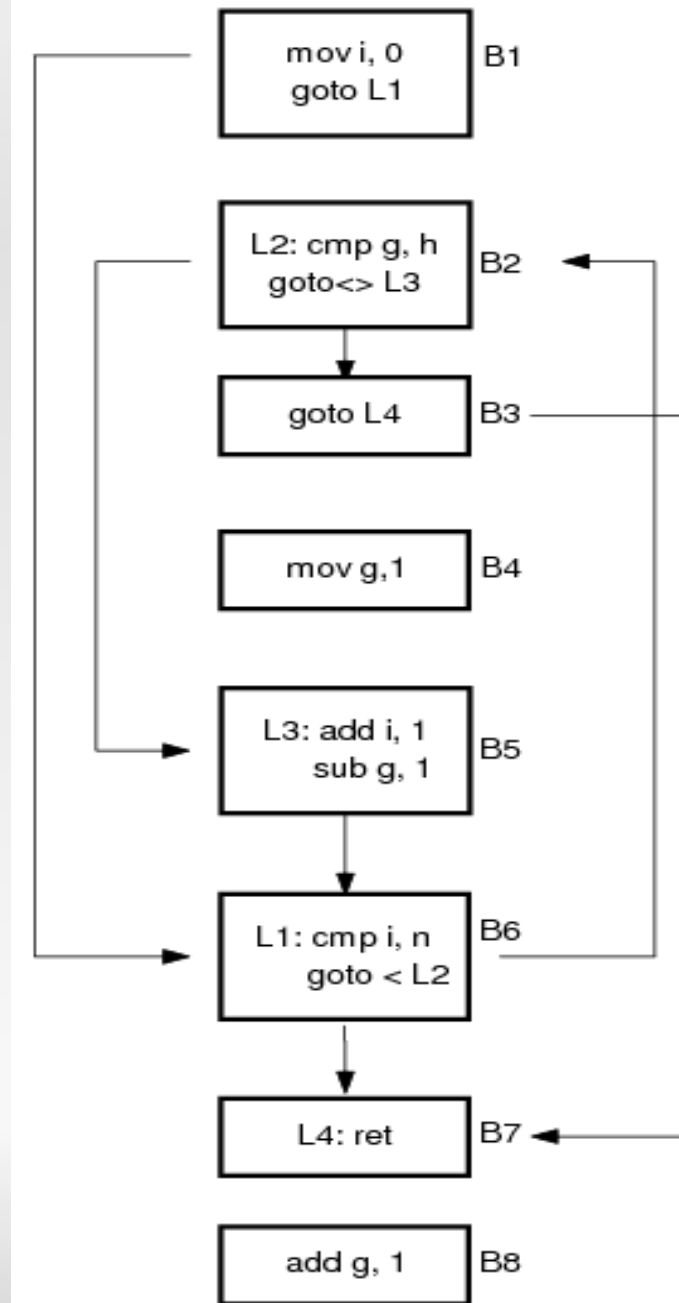 mov i, 0
goto L1
B1
L2: cmp g, h
goto<> L3
B2
goto L4
B3
mov g,1
B4
L3: add i, 1
sub g, 1
B5
L1: cmp i, n
goto < L2
B6
L4: ret
B7
add g, 1
B8